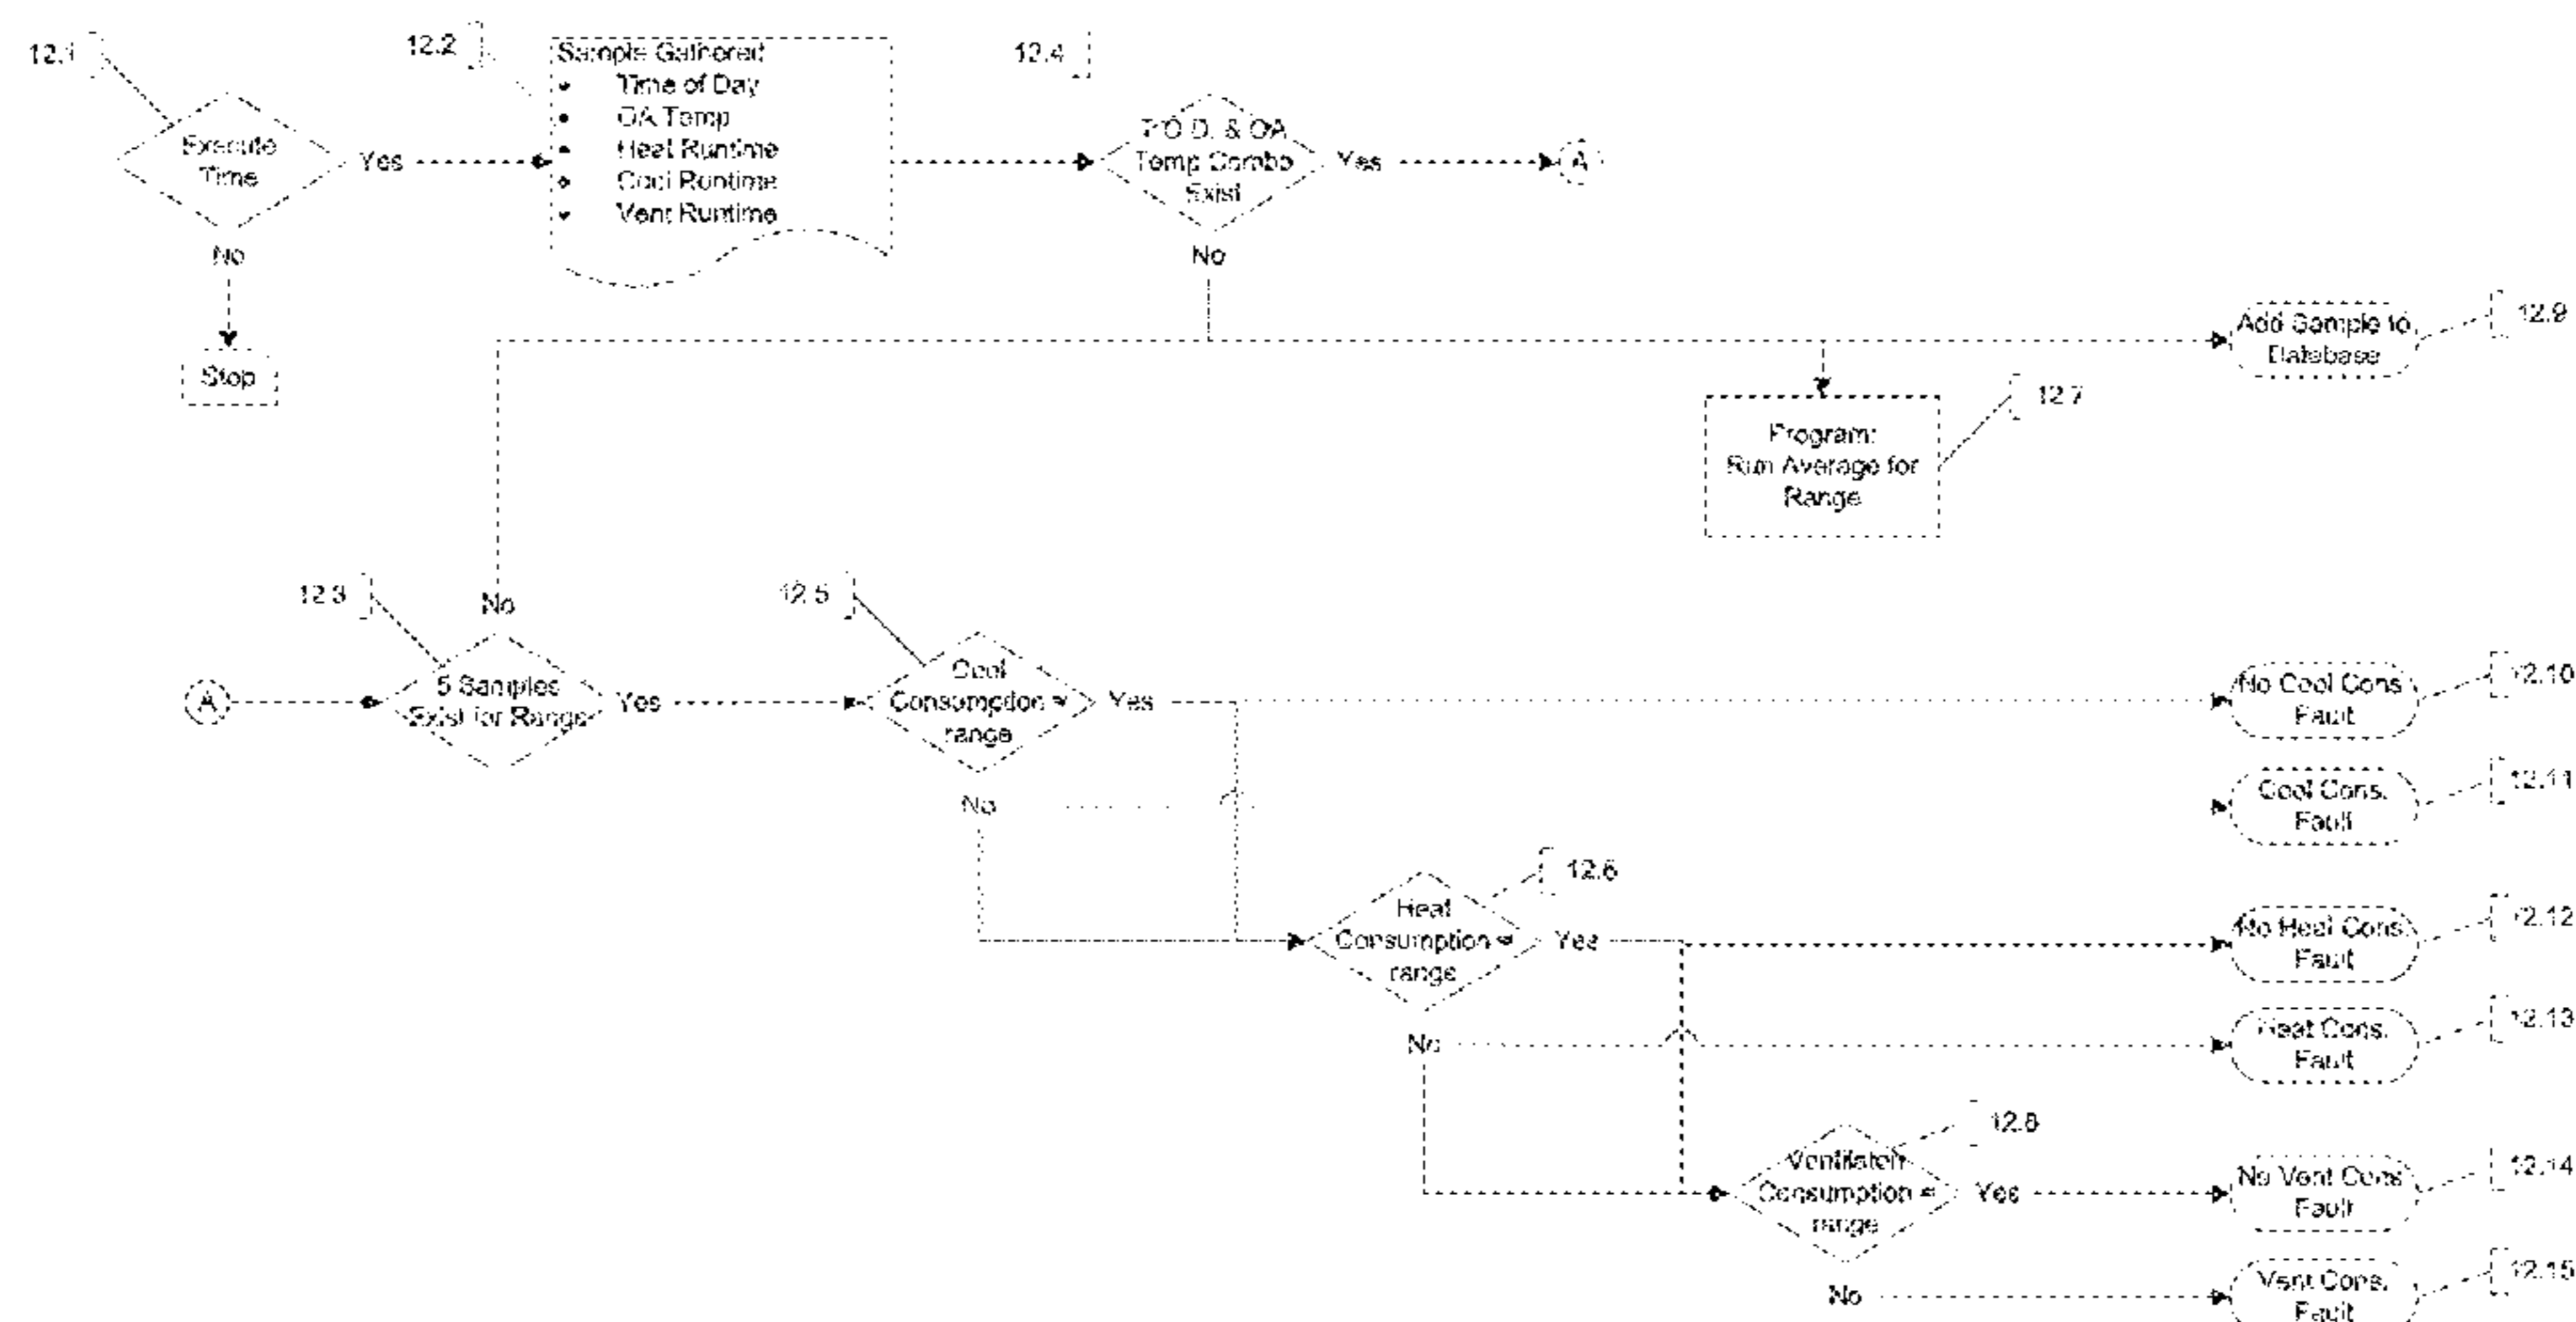 12.1
12.2
Sample Gathered
Time of Day
OA Temp
Heat Runtime
Cool Runtime
Vent Runtime
12.4
Execute
Time
Yes
T.O.D. & OA
Temp Combo
Exist
Yes
A
No
No
Stop
Add Sample to
Database
12.9
Program:
Run Average for
Range
12.7
12.3
No
12.5
A
5 Samples
Exist for Range
Yes
Cool
Consumption =
range
Yes
No
No Cool Cons.
Fault
12.10
Cool Cons.
Fault
12.11
12.6
Heat
Consumption =
range
Yes
No
No Heat Cons.
Fault
12.12
Heat Cons.
Fault
12.13
12.8
Consumption =
range
Yes
No
No Vent Cons.
Fault
12.14
Vent Cons.
Fault
12.15